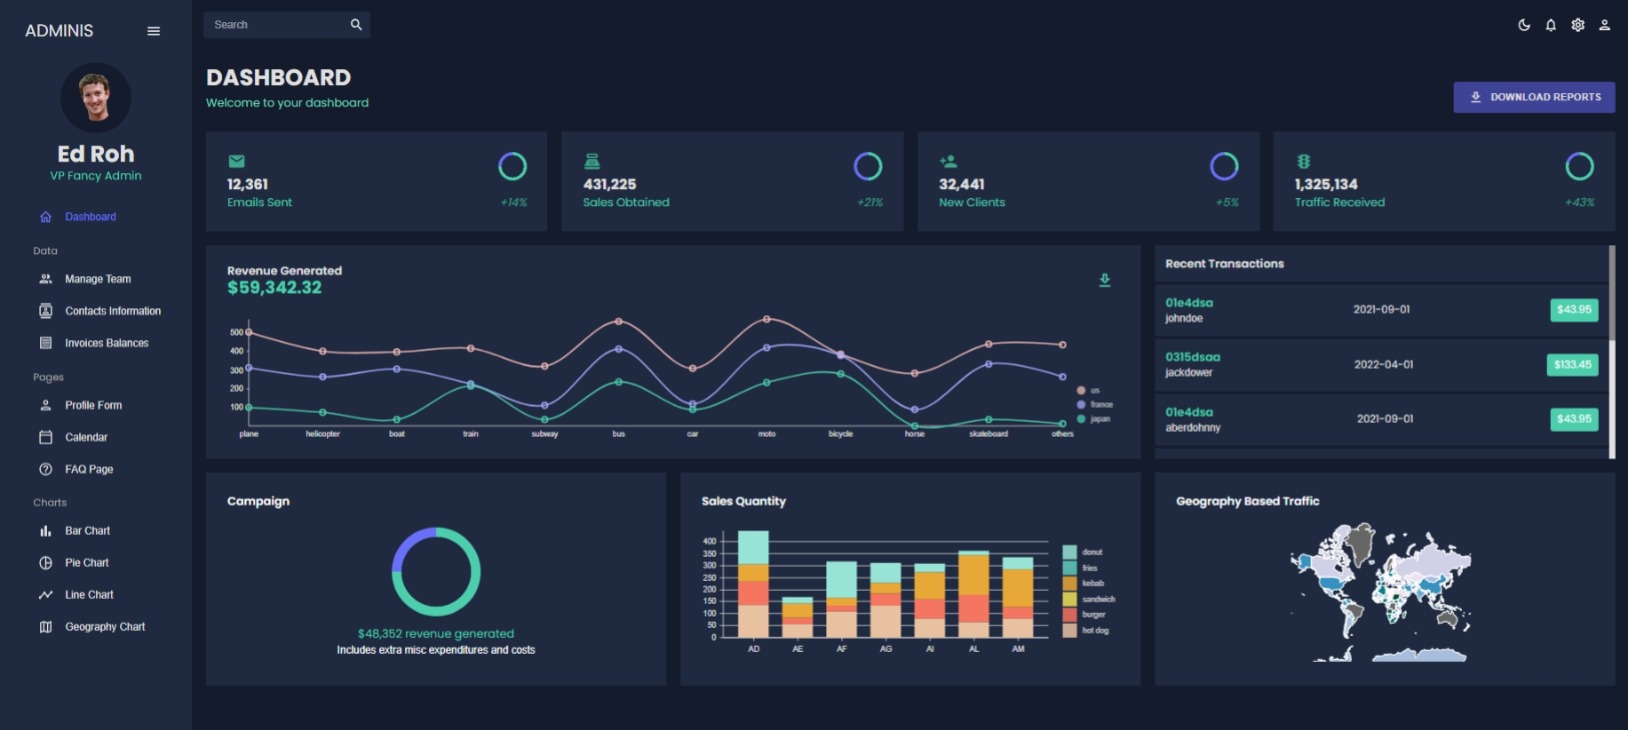 ADMINIS
Search
Ed Roh
VP Fancy Admin
Dashboard
Data
Manage Team
Contacts Information
Invoices Balances
Pages
Profile Form
Calendar
FAQ Page
Charts
Bar Chart
Pie Chart
Line Chart
Geography Chart
DASHBOARD
Welcome to your dashboard
DOWNLOAD REPORTS
12,361
Emails Sent
+14%
431,225
Sales Obtained
+21%
32,441
New Clients
+5%
1,325,134
Traffic Received
+43%
Revenue Generated
$59,342.32
500
400
300
200
100
plane helicopter boat train subway bus car moto bicycle horse skateboard others
us
france
japan
Recent Transactions
01e4dsa
johndoe
2021-09-01
$43.95
0315dsaa
jackdower
2022-04-01
$133.45
01e4dsa
aberdohnny
2021-09-01
$43.95
Campaign
$48,352 revenue generated
Includes extra misc expenditures and costs
Sales Quantity
400
350
300
250
200
150
100
50
0
AD AE AF AG AI AL AM
donut
fries
kebab
sandwich
burger
hot dog
Geography Based Traffic